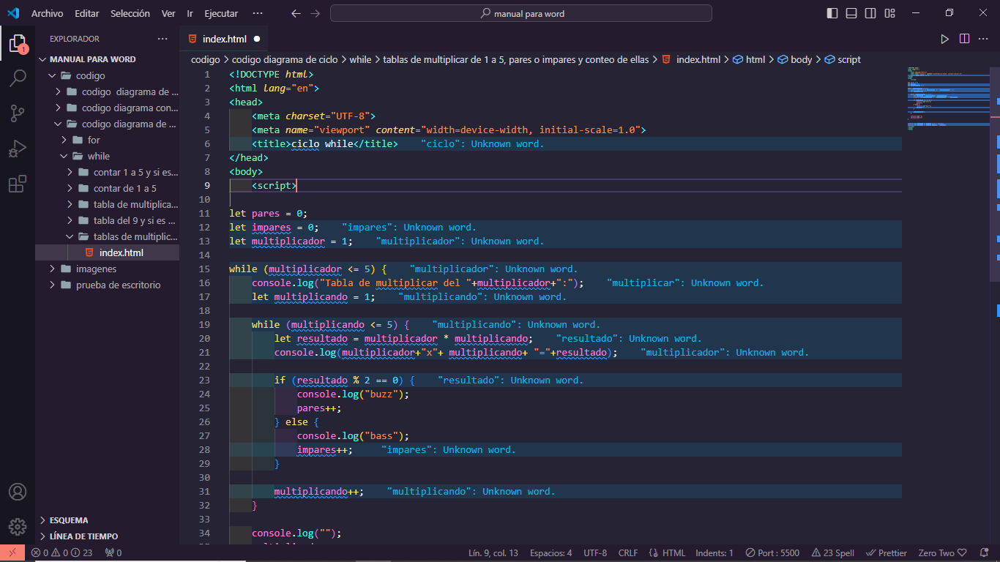 Archivo Editar Selección Ver Ir Ejecutar ··· manual para word
EXPLORADOR ···
1
MANUAL PARA WORD
codigo
codigo diagrama de ...
codigo diagrama con...
codigo diagrama de ...
for
while
contar 1 a 5 y si es...
contar de 1 a 5
tabla de multiplica...
tabla del 9 y si es ...
tablas de multiplic...
index.html
imagenes
prueba de escritorio
ESQUEMA
LÍNEA DE TIEMPO
index.html
codigo > codigo diagrama de ciclo > while > tablas de multiplicar de 1 a 5, pares o impares y conteo de ellas > index.html > html > body > script
1 <!DOCTYPE html>
2 <html lang="en">
3 <head>
4 <meta charset="UTF-8">
5 <meta name="viewport" content="width=device-width, initial-scale=1.0">
6 <title>ciclo while</title> "ciclo": Unknown word.
7 </head>
8 <body>
9 <script>
10
11 let pares = 0;
12 let impares = 0; "impares": Unknown word.
13 let multiplicador = 1; "multiplicador": Unknown word.
14
15 while (multiplicador <= 5) { "multiplicador": Unknown word.
16 console.log("Tabla de multiplicar del "+multiplicador+":"); "multiplicar": Unknown word.
17 let multiplicando = 1; "multiplicando": Unknown word.
18
19 while (multiplicando <= 5) { "multiplicando": Unknown word.
20 let resultado = multiplicador * multiplicando; "resultado": Unknown word.
21 console.log(multiplicador+"x"+ multiplicando+ "="+resultado); "multiplicador": Unknown word.
22
23 if (resultado % 2 == 0) { "resultado": Unknown word.
24 console.log("buzz");
25 pares++;
26 } else {
27 console.log("bass");
28 impares++; "impares": Unknown word.
29 }
30
31 multiplicando++; "multiplicando": Unknown word.
32 }
33
34 console.log("");
0 0 23 0 Lín. 9, col. 13 Espacios: 4 UTF-8 CRLF {} HTML Indents: 1 Port : 5500 23 Spell Prettier Zero Two